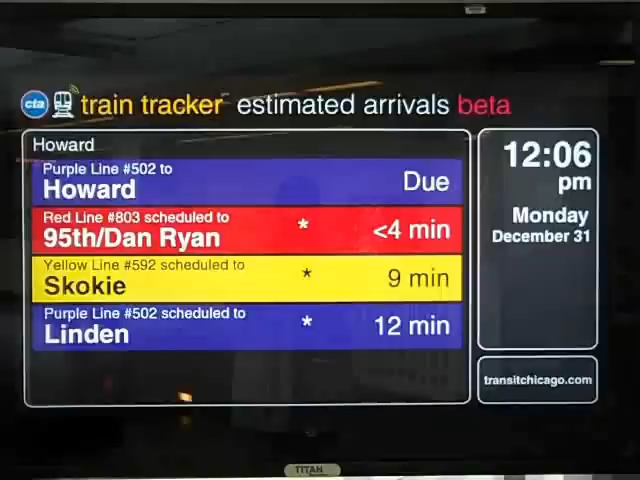 cta train tracker estimated arrivals beta
Howard
Purple Line #502 to
Howard Due
Red Line #803 scheduled to
95th/Dan Ryan * <4 min
Yellow Line #592 scheduled to
Skokie * 9 min
Purple Line #502 scheduled to
Linden * 12 min
12:06
pm
Monday
December 31
transitchicago.com
TITAN